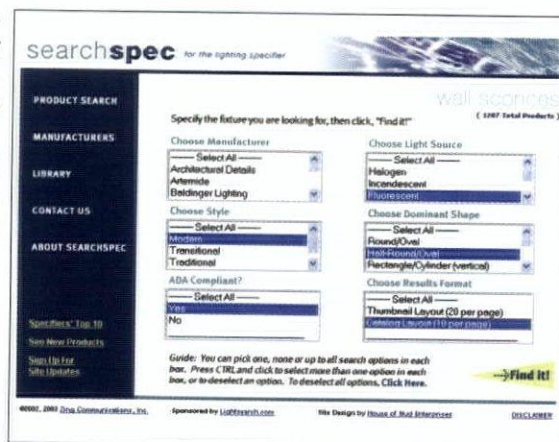 searchspec for the lighting specifier
PRODUCT SEARCH
MANUFACTURERS
LIBRARY
CONTACT US
ABOUT SEARCHSPEC
Specifiers' Top 10
See New Products
Sign Up For
Site Updates
wall sconces
( 1287 Total Products )
Specify the fixture you are looking for, then click, "Find it!"
Choose Manufacturer
------ Select All ------
Architectural Details
Artemide
Baldinger Lighting
Choose Light Source
------ Select All ------
Halogen
Incandescent
Fluorescent
Choose Style
------ Select All ------
Modern
Transitional
Traditional
Choose Dominant Shape
------ Select All ------
Round/Oval
Half-Round/Oval
Rectangle/Cylinder (vertical)
ADA Compliant?
------ Select All ------
Yes
No
Choose Results Format
------ Select All ------
Thumbnail Layout (20 per page)
Catalog Layout (10 per page)
Guide: You can pick one, none or up to all search options in each
box. Press CTRL and click to select more than one option in each
box, or to deselect an option. To deselect all options, Click Here.
Find it!
©2002, 2003 Zing Communications, Inc. Sponsored by Lightsearch.com Site Design by House of Mud Enterprises DISCLAIMER